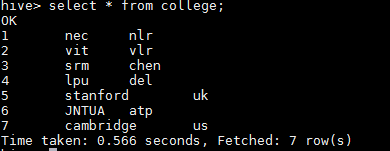 hive> select * from college;
OK
1 nec nlr
2 vit vlr
3 srm chen
4 lpu del
5 stanford uk
6 JNTUA atp
7 cambridge us
Time taken: 0.566 seconds, Fetched: 7 row(s)